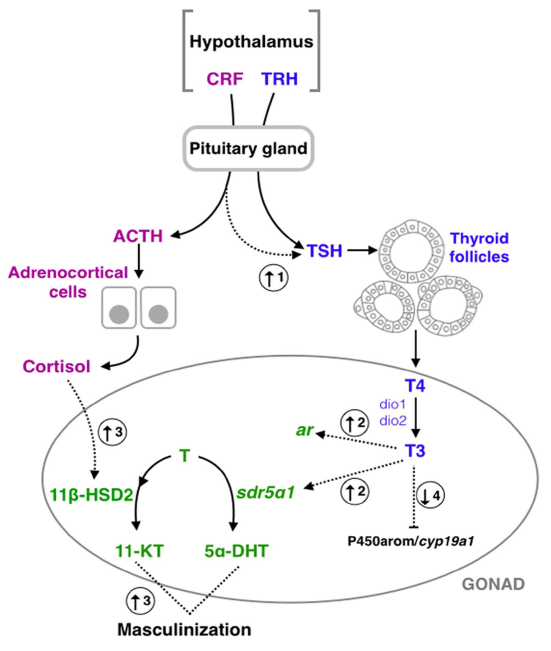 Hypothalamus
CRF TRH
Pituitary gland
ACTH
TSH
Thyroid
follicles
↑1
Adrenocortical
cells
Cortisol
T4
dio1
dio2
↑2
ar
T3
↑3
T
↑2
sdr5a1
↓4
11β-HSD2
P450arom/cyp19a1
11-KT
5α-DHT
GONAD
↑3
Masculinization